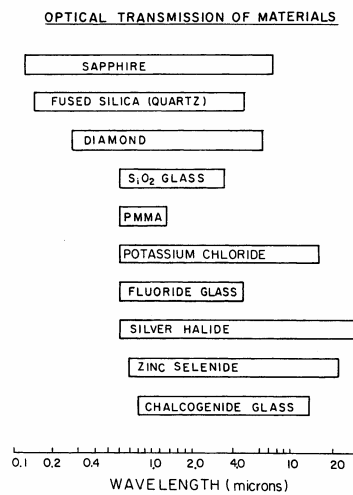 OPTICAL TRANSMISSION OF MATERIALS
SAPPHIRE
FUSED SILICA (QUARTZ)
DIAMOND
SiO₂ GLASS
PMMA
POTASSIUM CHLORIDE
FLUORIDE GLASS
SILVER HALIDE
ZINC SELENIDE
CHALCOGENIDE GLASS
0.1 0.2 0.4 1.0 2.0 4.0 10 20
WAVELENGTH (microns)